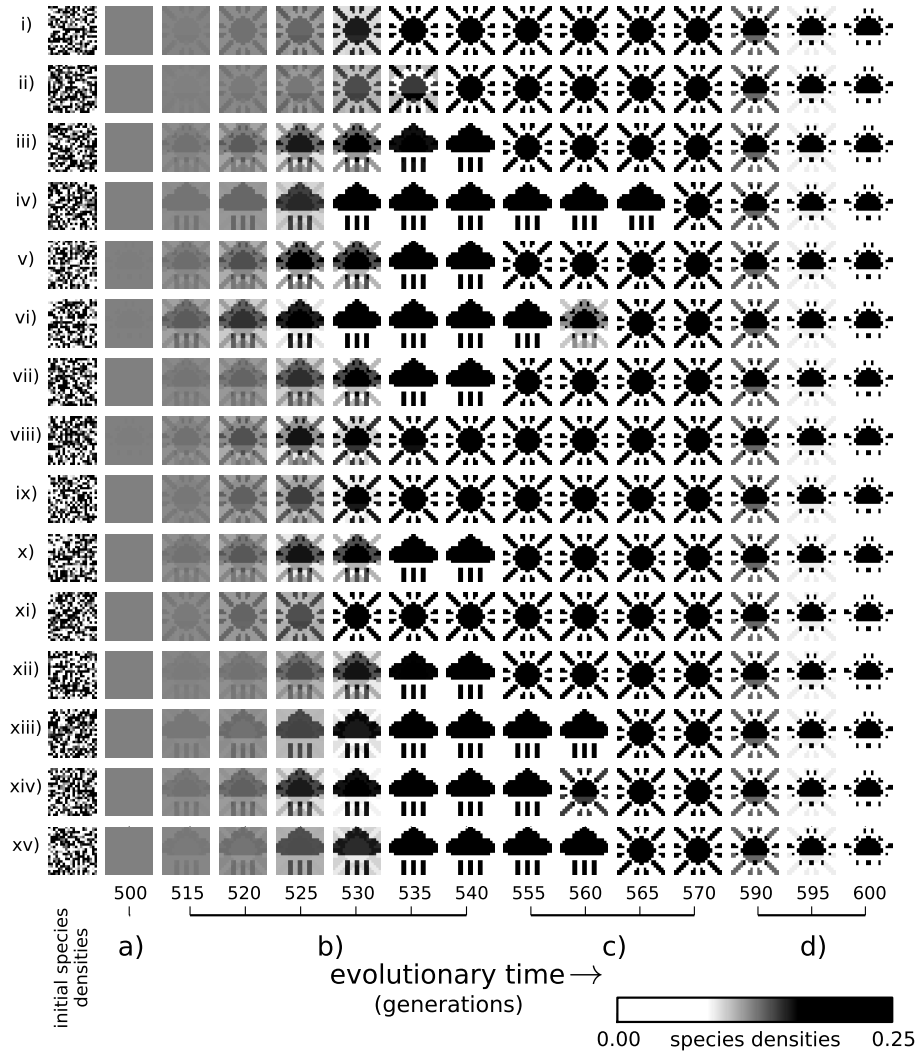 i)
ii)
iii)
iv)
v)
vi)
vii)
viii)
ix)
x)
xi)
xii)
xiii)
xiv)
xv)
500 515 520 525 530 535 540 555 560 565 570 590 595 600
initial species
densities
a) b) c) d)
evolutionary time→
(generations)
0.00 species densities 0.25